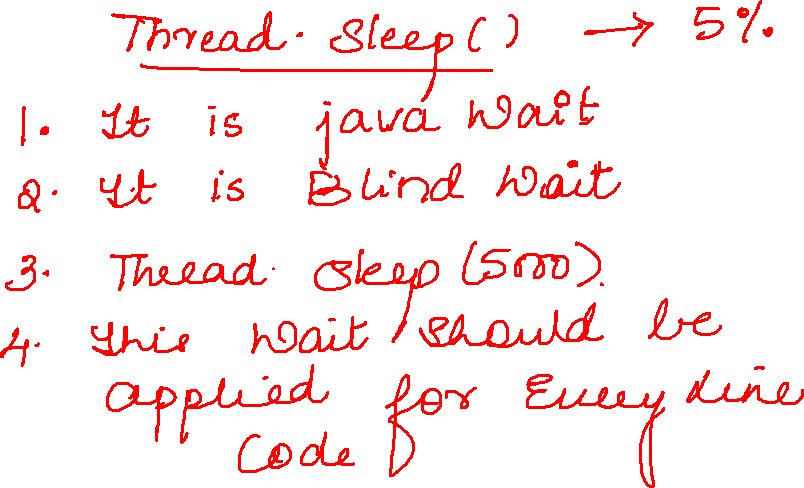 Thread. Sleep() → 5%.
1. It is java Wait
2. It is Blind Wait
3. Thread. Sleep (5000).
4. This Wait should be
applied for Every line
Code